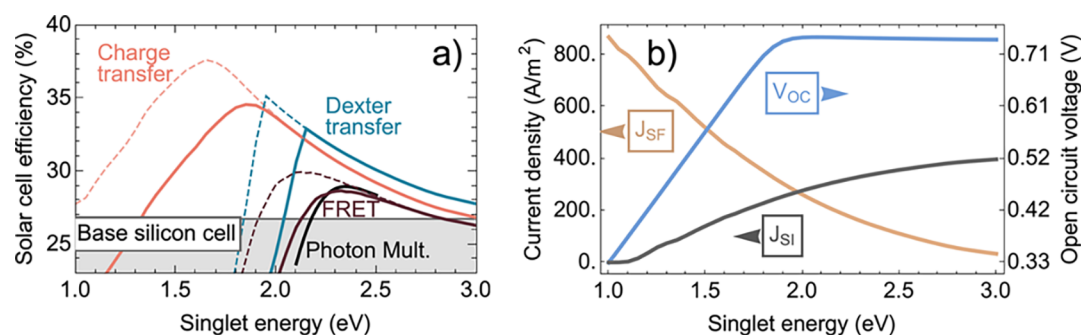 40
35
30
25
Solar cell efficiency (%)
Charge
transfer
a)
Dexter
transfer
FRET
Base silicon cell
Photon Mult.
1.0 1.5 2.0 2.5 3.0
Singlet energy (eV)
800.
600.
400.
200.
0.
Current density (A/m²)
b)
V_OC
J_SF
J_SI
0.71
0.61
0.52
0.42
0.33
Open circuit voltage (V)
1.0 1.5 2.0 2.5 3.0
Singlet energy (eV)